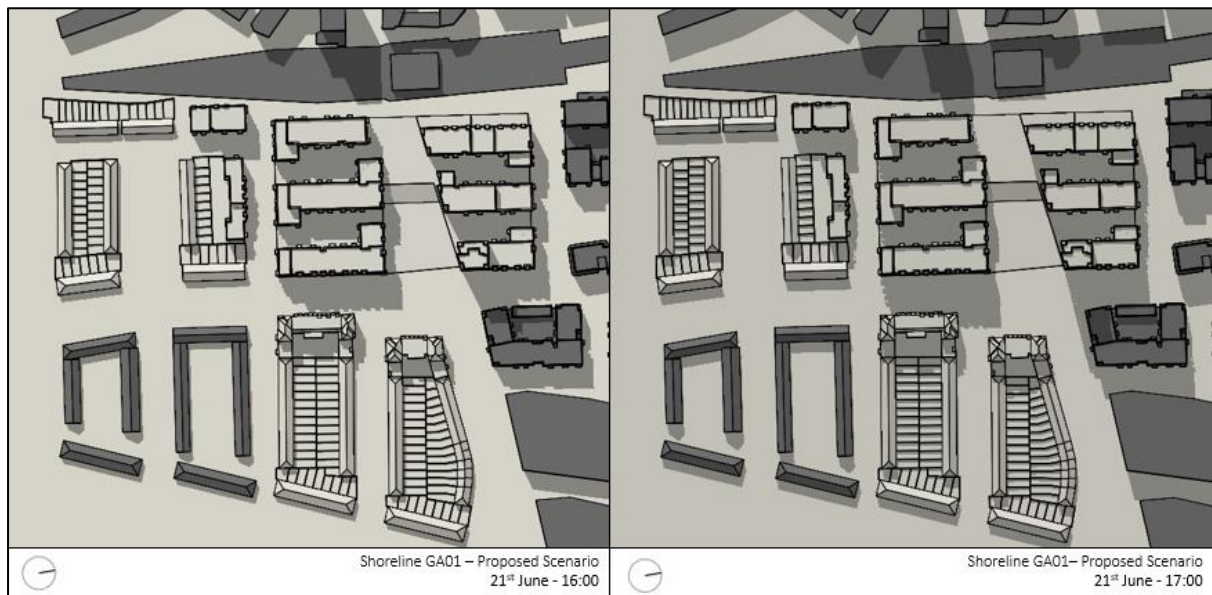 Shoreline GA01 – Proposed Scenario
21st June - 16:00
Shoreline GA01– Proposed Scenario
21st June - 17:00